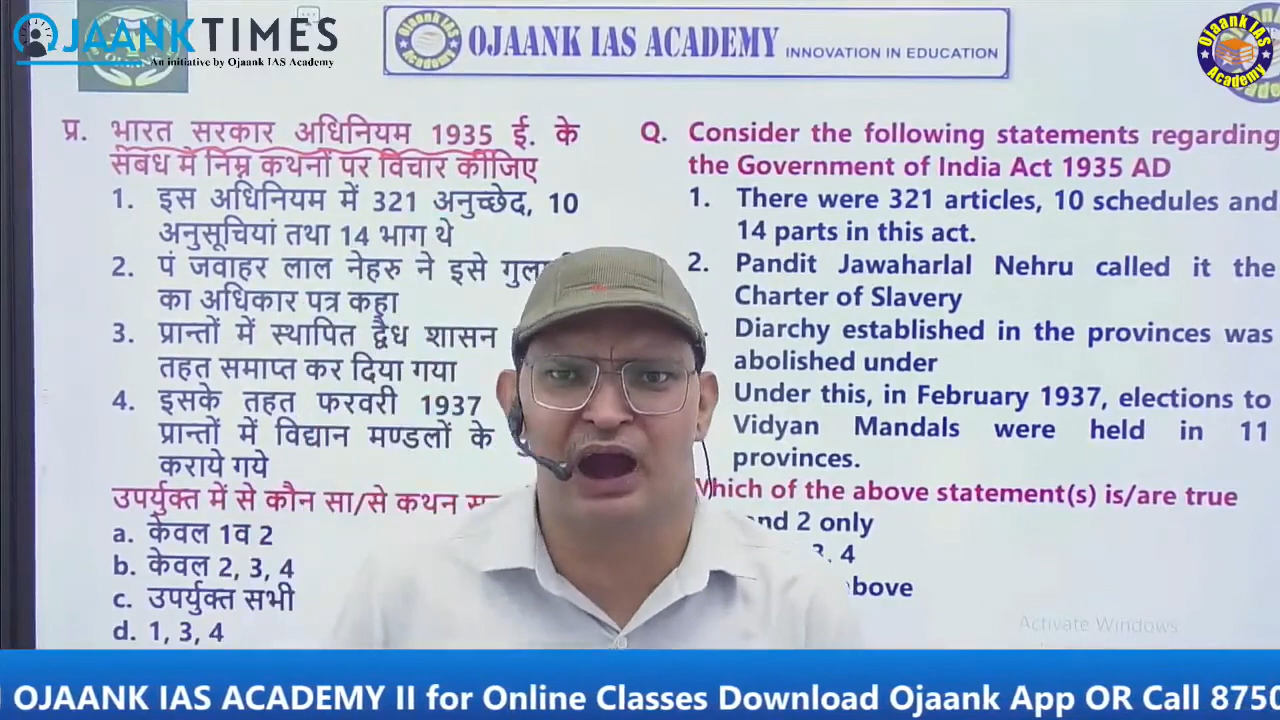 OJAANKTIMES
An initiative by Ojaank IAS Academy
OJAANK IAS ACADEMY INNOVATION IN EDUCATION
Ojaank IAS
Academy
प्र. भारत सरकार अधिनियम 1935 ई. के
संबंध में निम्न कथनों पर विचार कीजिए
1. इस अधिनियम में 321 अनुच्छेद, 10
अनुसूचियां तथा 14 भाग थे
2. पं जवाहर लाल नेहरु ने इसे
का अधिकार पत्र कहा
3. प्रान्तों में स्थापित द्वैध शासन
तहत समाप्त कर दिया गया
4. इसके तहत फरवरी 1937
प्रान्तों में विद्यान मण्डलों के
कराये गये
उपर्युक्त में से कौन सा/से कथन
a. केवल 1व 2
b. केवल 2, 3, 4
c. उपर्युक्त सभी
d. 1, 3, 4
Q. Consider the following statements regarding
the Government of India Act 1935 AD
1. There were 321 articles, 10 schedules and
14 parts in this act.
2. Pandit Jawaharlal Nehru called it the
Charter of Slavery
Diarchy established in the provinces was
abolished under
Under this, in February 1937, elections to
Vidyan Mandals were held in 11
provinces.
Which of the above statement(s) is/are true
and 2 only
3, 4
above
Activate Windows
OJAANK IAS ACADEMY II for Online Classes Download Ojaank App OR Call 8750